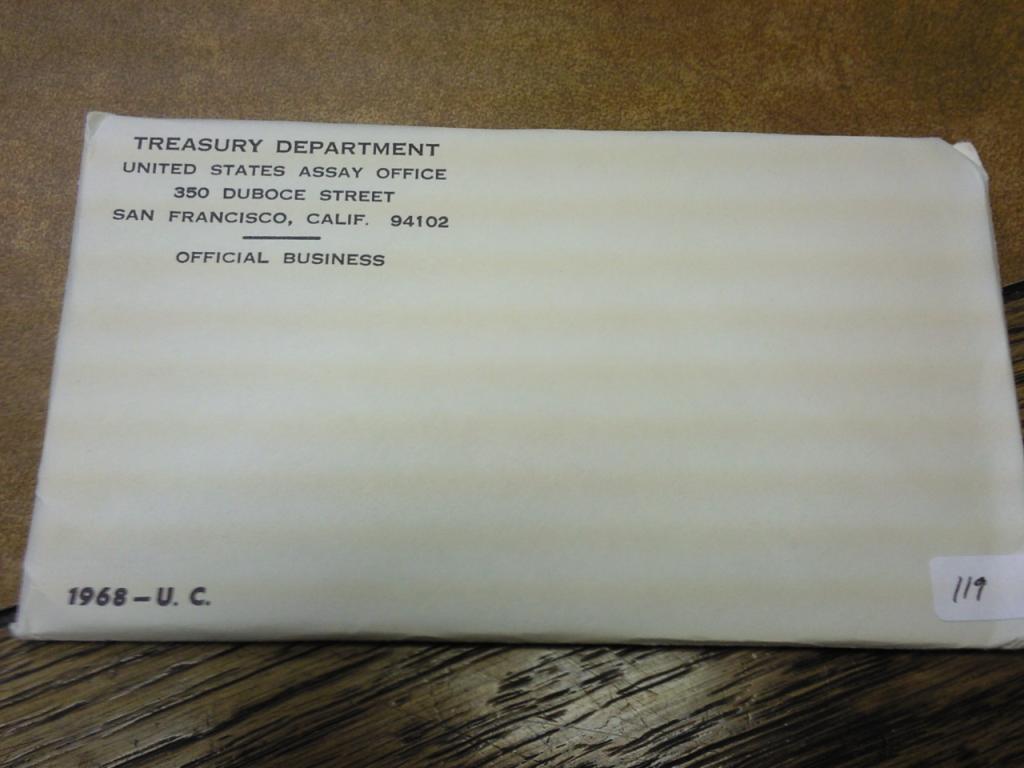 TREASURY DEPARTMENT
UNITED STATES ASSAY OFFICE
350 DUBOCE STREET
SAN FRANCISCO, CALIF. 94102
OFFICIAL BUSINESS
1968 – U. C.
119